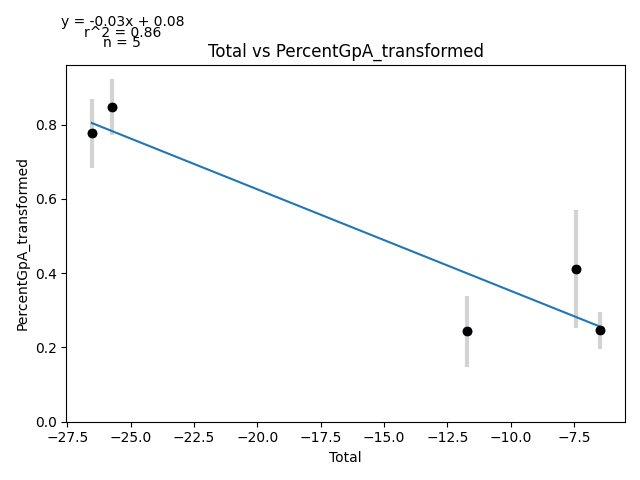 y = -0.03x + 0.08
r^2 = 0.86
n = 5
Total vs PercentGpA_transformed
PercentGpA_transformed
0.8
0.6
0.4
0.2
0.0
−27.5 −25.0 −22.5 −20.0 −17.5 −15.0 −12.5 −10.0 −7.5
Total